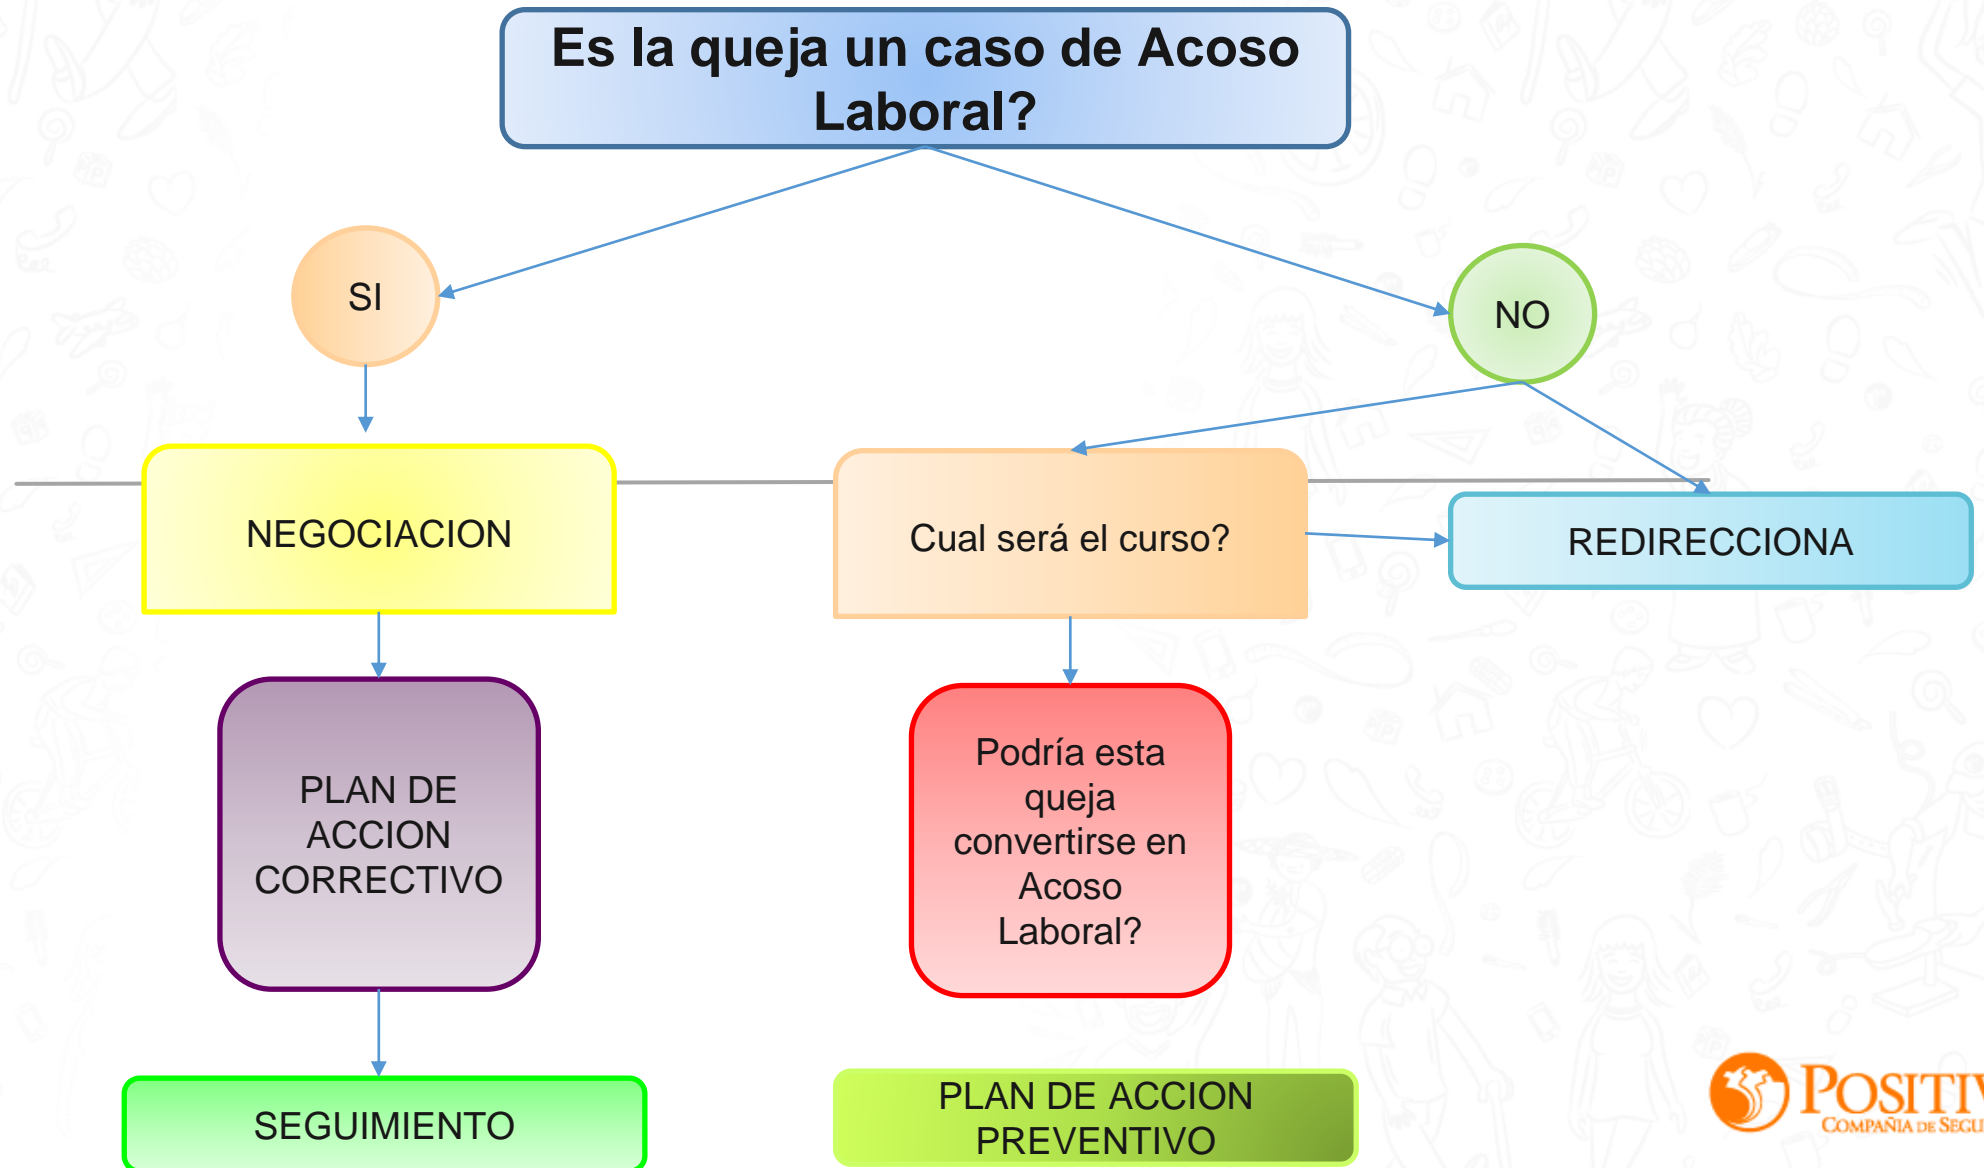 Es la queja un caso de Acoso
Laboral?
SI
NO
NEGOCIACION
Cual será el curso?
REDIRECCIONA
PLAN DE
ACCION
CORRECTIVO
Podría esta
queja
convertirse en
Acoso
Laboral?
SEGUIMIENTO
PLAN DE ACCION
PREVENTIVO
POSITIV
COMPAÑIA DE SEGU